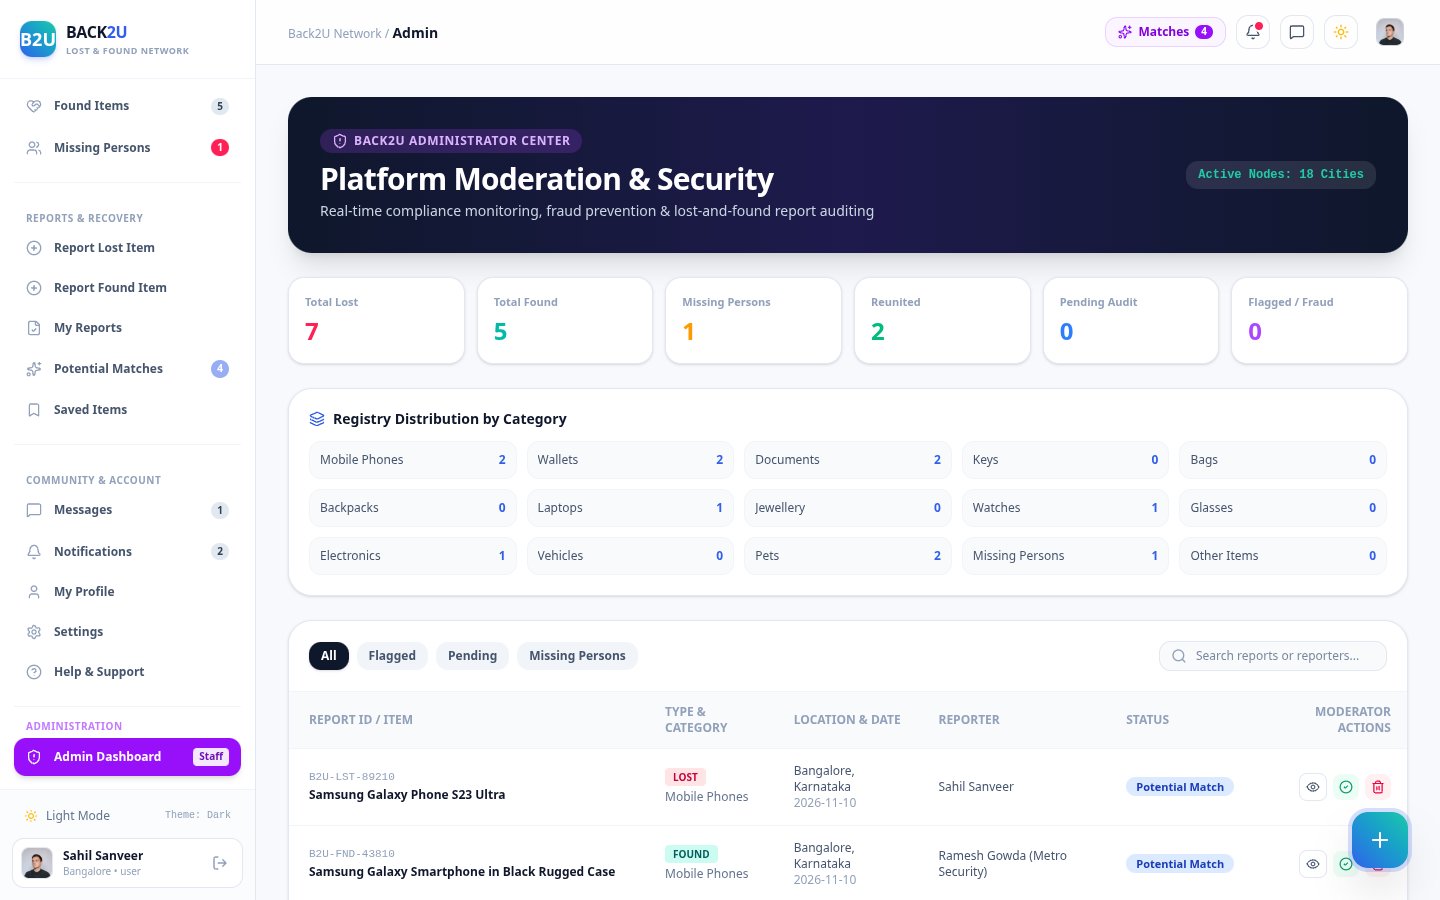 B2U
BACK2U
LOST & FOUND NETWORK
Found Items 5
Missing Persons 1
REPORTS & RECOVERY
Report Lost Item
Report Found Item
My Reports
Potential Matches 4
Saved Items
COMMUNITY & ACCOUNT
Messages 1
Notifications 2
My Profile
Settings
Help & Support
ADMINISTRATION
Admin Dashboard Staff
Light Mode Theme: Dark
Sahil Sanveer
Bangalore • user
Back2U Network / Admin
Matches 4
BACK2U ADMINISTRATOR CENTER
Platform Moderation & Security
Real-time compliance monitoring, fraud prevention & lost-and-found report auditing
Active Nodes: 18 Cities
Total Lost
7
Total Found
5
Missing Persons
1
Reunited
2
Pending Audit
0
Flagged / Fraud
0
Registry Distribution by Category
Mobile Phones 2
Wallets 2
Documents 2
Keys 0
Bags 0
Backpacks 0
Laptops 1
Jewellery 0
Watches 1
Glasses 0
Electronics 1
Vehicles 0
Pets 2
Missing Persons 1
Other Items 0
All
Flagged
Pending
Missing Persons
Search reports or reporters...
REPORT ID / ITEM
TYPE &
CATEGORY
LOCATION & DATE
REPORTER
STATUS
MODERATOR
ACTIONS
B2U-LST-89210
Samsung Galaxy Phone S23 Ultra
LOST
Mobile Phones
Bangalore,
Karnataka
2026-11-10
Sahil Sanveer
Potential Match
B2U-FND-43810
Samsung Galaxy Smartphone in Black Rugged Case
FOUND
Mobile Phones
Bangalore,
Karnataka
2026-11-10
Ramesh Gowda (Metro
Security)
Potential Match